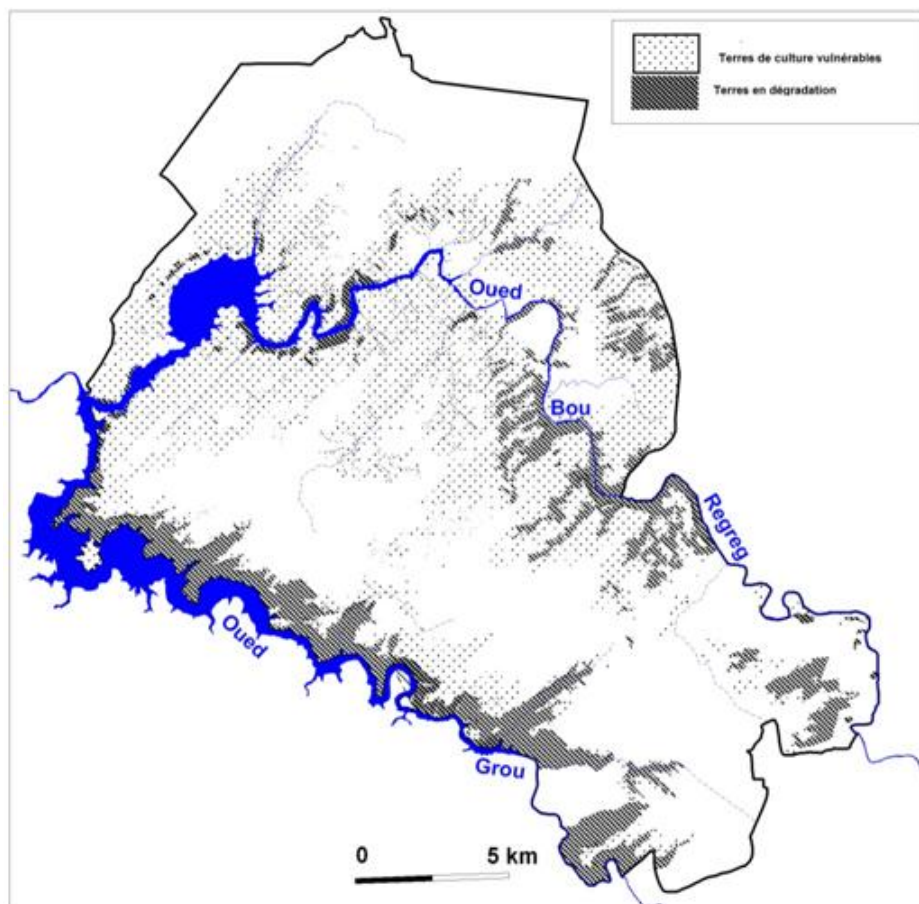 Terres de culture vulnérables
Terres en dégradation
Oued
Bou
Regreg
Oued
Grou
0 5 km